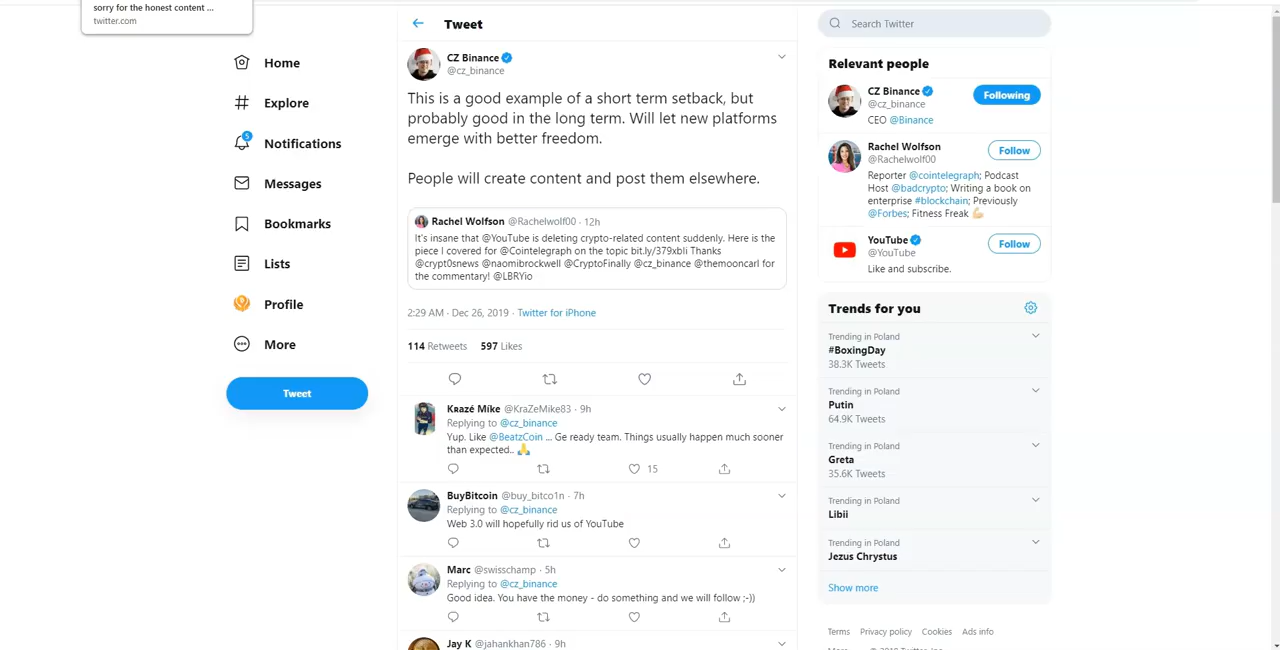 sorry for the honest content ...
twitter.com
Home
Explore
5
Notifications
Messages
Bookmarks
Lists
Profile
More
Tweet
Tweet
CZ Binance
@cz_binance
This is a good example of a short term setback, but
probably good in the long term. Will let new platforms
emerge with better freedom.
People will create content and post them elsewhere.
Rachel Wolfson @Rachelwolf00 · 12h
It's insane that @YouTube is deleting crypto-related content suddenly. Here is the
piece I covered for @Cointelegraph on the topic bit.ly/379xbli Thanks
@crypt0snews @naomibrockwell @CryptoFinally @cz_binance @themooncarl for
the commentary! @LBRYio
2:29 AM · Dec 26, 2019 · Twitter for iPhone
114 Retweets 597 Likes
Kʀazé Míke @KraZeMike83 · 9h
Replying to @cz_binance
Yup. Like @BeatzCoin ... Ge ready team. Things usually happen much sooner
than expected.. 🙏
15
BuyBitcoin @buy_bitco1n · 7h
Replying to @cz_binance
Web 3.0 will hopefully rid us of YouTube
Marc @swisschamp · 5h
Replying to @cz_binance
Good idea. You have the money - do something and we will follow ;-))
Jay K @jahankhan786 · 9h
Search Twitter
Relevant people
CZ Binance
@cz_binance
Following
CEO @Binance
Rachel Wolfson
@Rachelwolf00
Follow
Reporter @cointelegraph; Podcast
Host @badcrypto; Writing a book on
enterprise #blockchain; Previously
@Forbes; Fitness Freak 💪🏼
YouTube
@YouTube
Follow
Like and subscribe.
Trends for you
Trending in Poland
#BoxingDay
38.3K Tweets
Trending in Poland
Putin
64.9K Tweets
Trending in Poland
Greta
35.6K Tweets
Trending in Poland
Libii
Trending in Poland
Jezus Chrystus
Show more
Terms Privacy policy Cookies Ads info